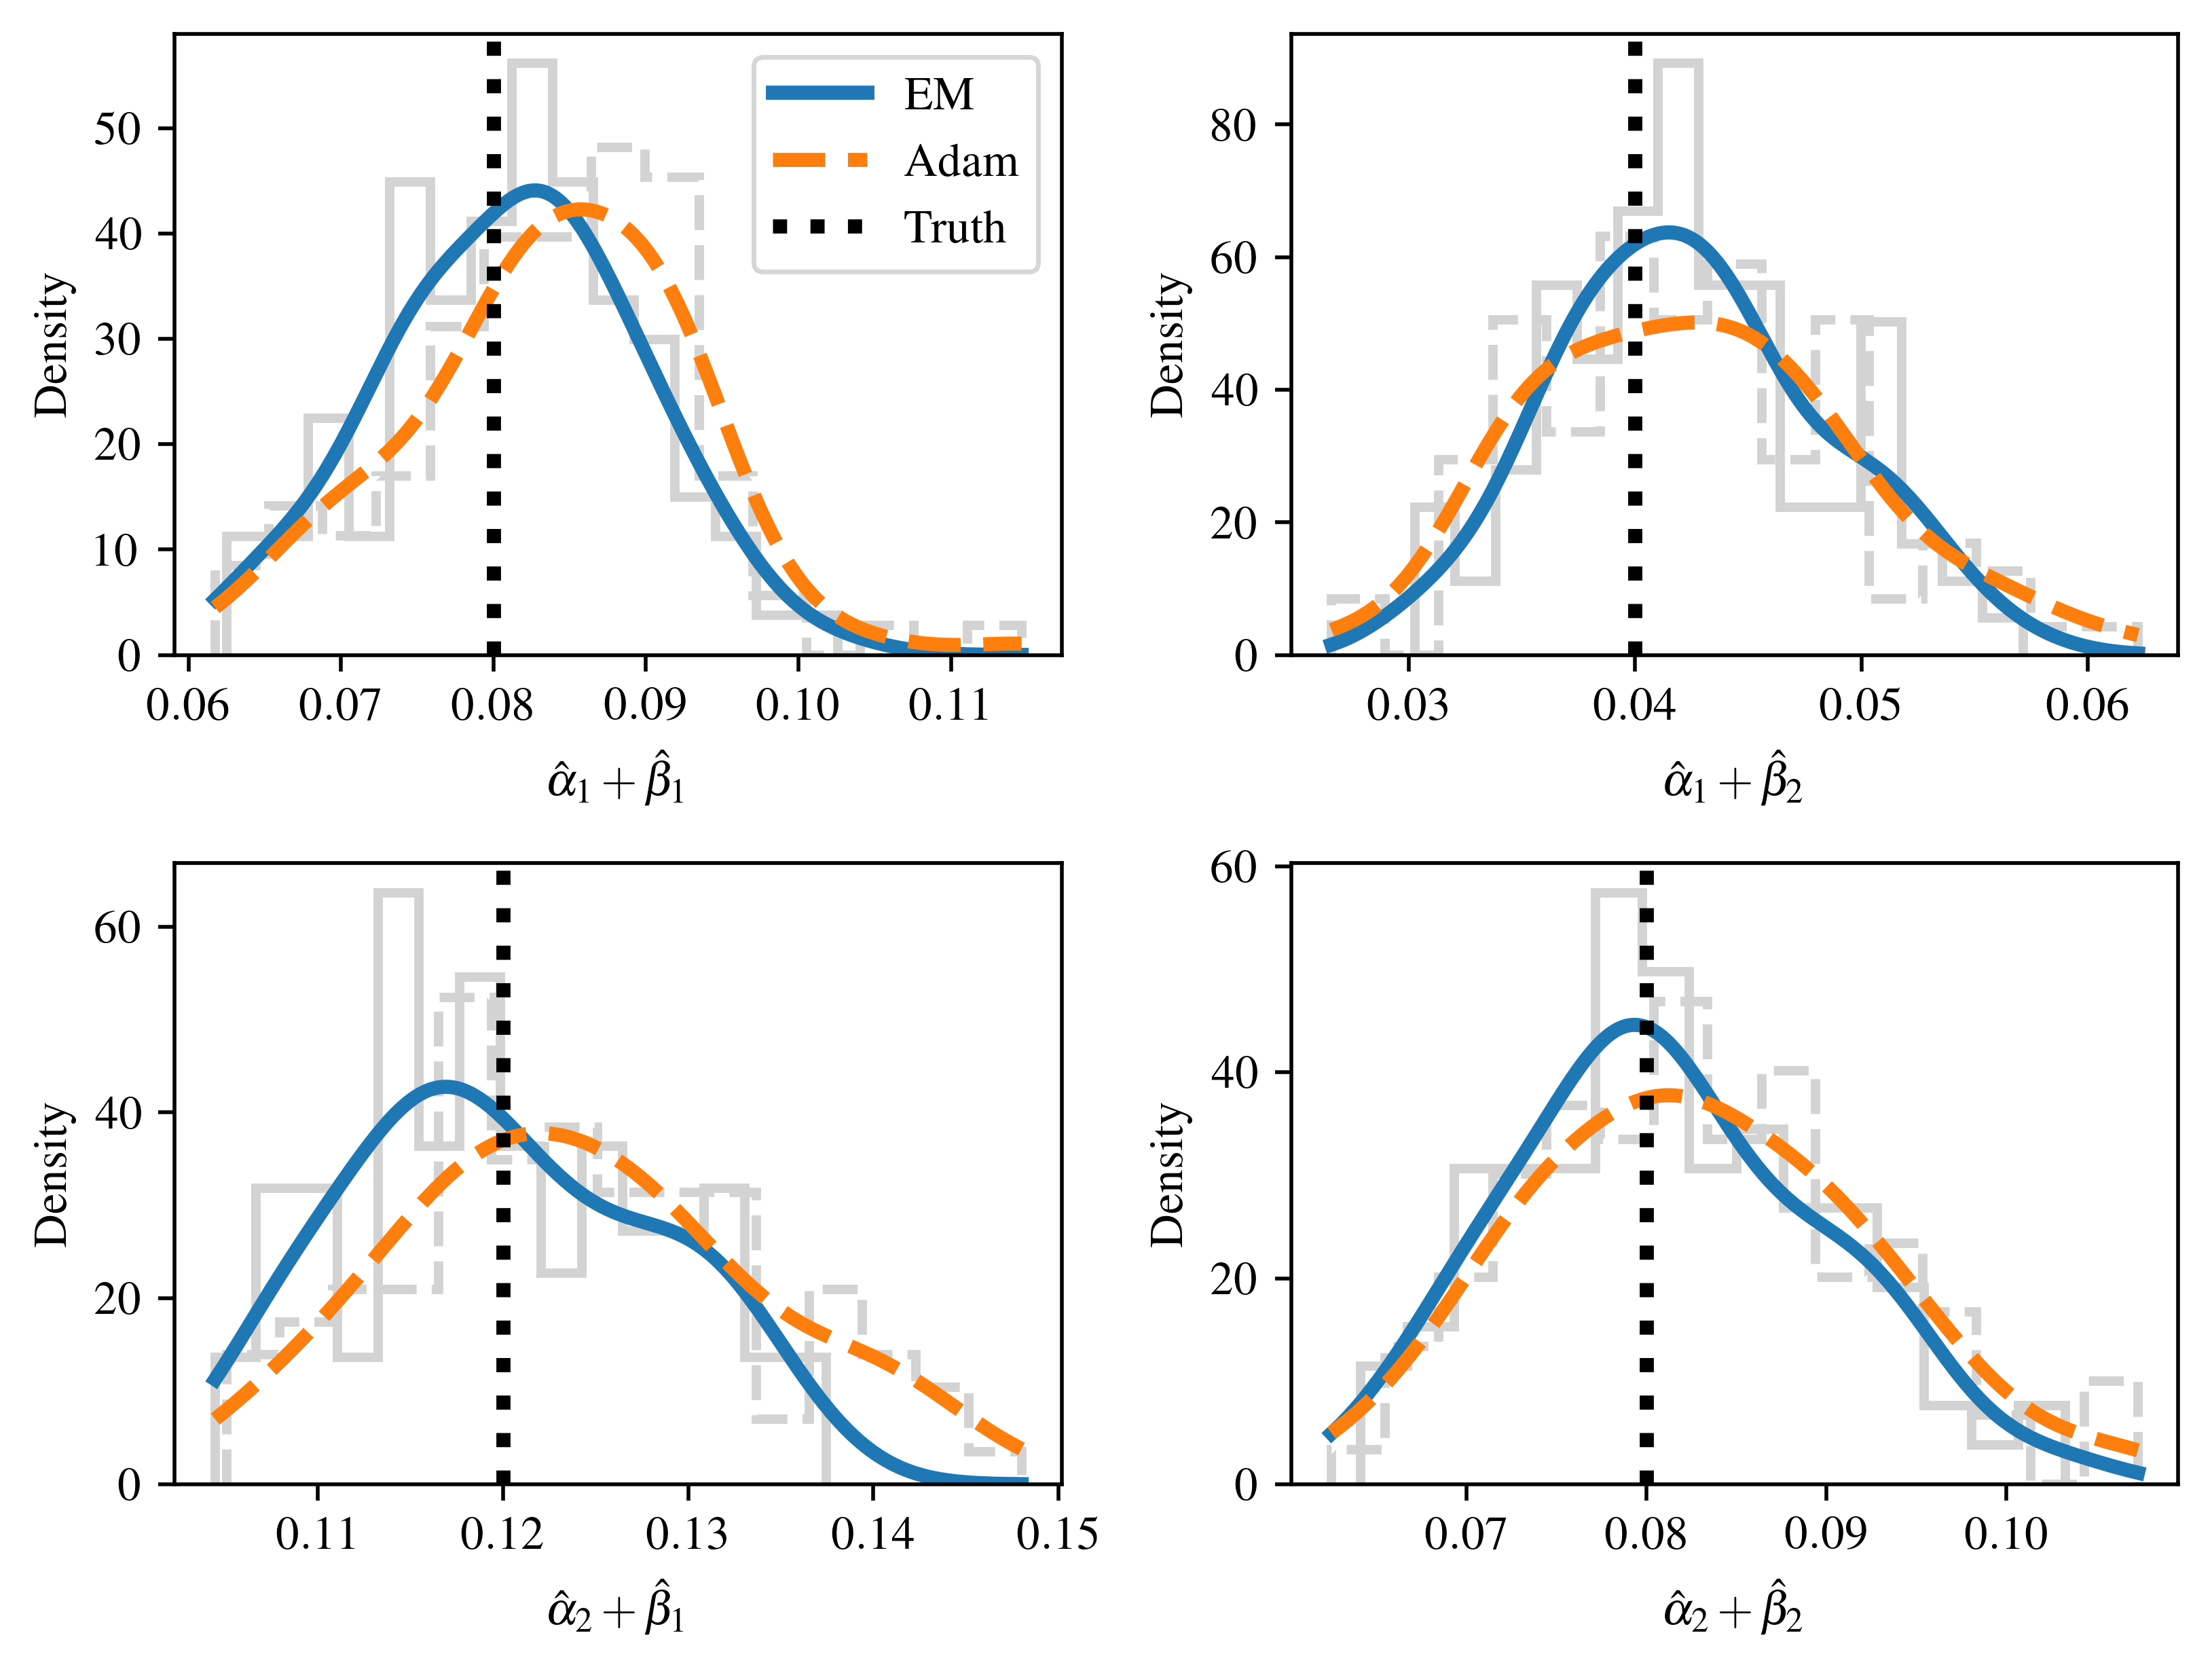 Density
50
40
30
20
10
0
0.06 0.07 0.08 0.09 0.10 0.11
α̂₁ + β̂₁
EM
Adam
Truth
Density
80
60
40
20
0
0.03 0.04 0.05 0.06
α̂₁ + β̂₂
Density
60
40
20
0
0.11 0.12 0.13 0.14 0.15
α̂₂ + β̂₁
Density
60
40
20
0
0.07 0.08 0.09 0.10
α̂₂ + β̂₂